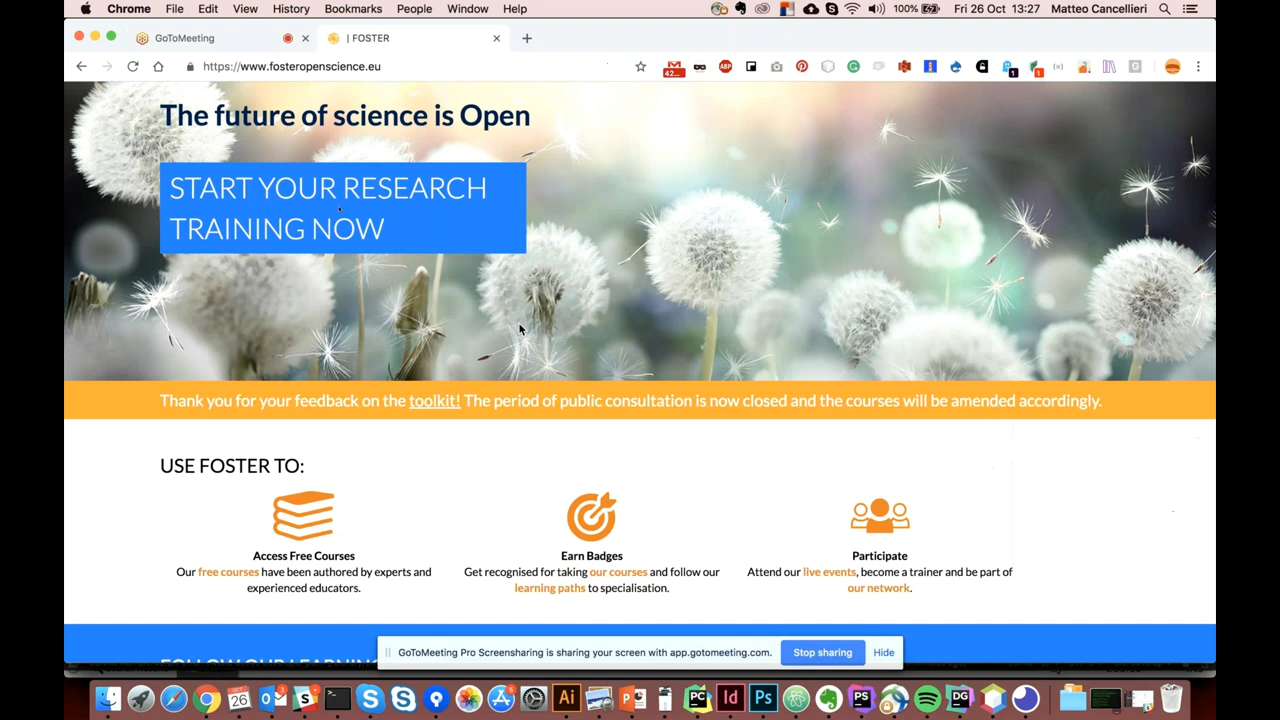 Chrome File Edit View History Bookmarks People Window Help 100% Fri 26 Oct 13:27 Matteo Cancellieri
GoToMeeting | FOSTER
https://www.fosteropenscience.eu
The future of science is Open
START YOUR RESEARCH
TRAINING NOW
Thank you for your feedback on the toolkit! The period of public consultation is now closed and the courses will be amended accordingly.
USE FOSTER TO:
Access Free Courses
Our free courses have been authored by experts and
experienced educators.
Earn Badges
Get recognised for taking our courses and follow our
learning paths to specialisation.
Participate
Attend our live events, become a trainer and be part of
our network.
GoToMeeting Pro Screensharing is sharing your screen with app.gotomeeting.com. Stop sharing Hide